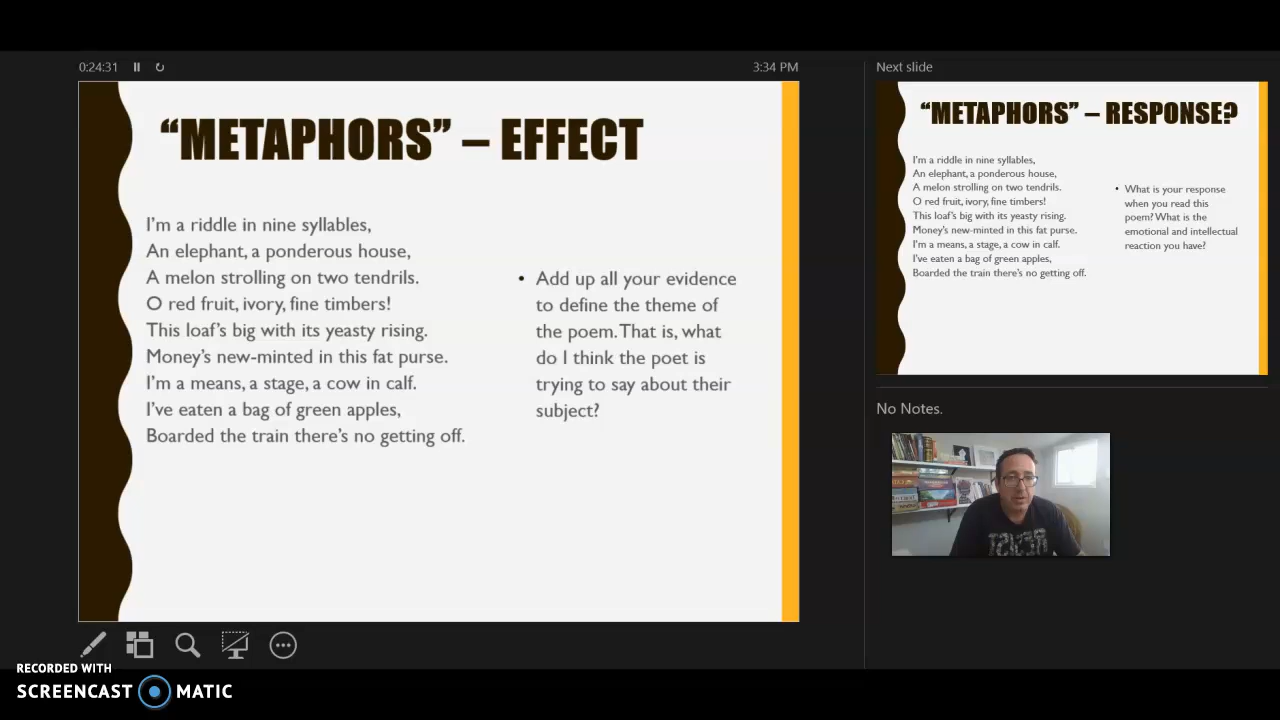 0:24:31
3:34 PM
Next slide
“METAPHORS” – EFFECT
I’m a riddle in nine syllables,
An elephant, a ponderous house,
A melon strolling on two tendrils.
O red fruit, ivory, fine timbers!
This loaf’s big with its yeasty rising.
Money’s new-minted in this fat purse.
I’m a means, a stage, a cow in calf.
I’ve eaten a bag of green apples,
Boarded the train there’s no getting off.
• Add up all your evidence
to define the theme of
the poem. That is, what
do I think the poet is
trying to say about their
subject?
“METAPHORS” – RESPONSE?
I’m a riddle in nine syllables,
An elephant, a ponderous house,
A melon strolling on two tendrils.
O red fruit, ivory, fine timbers!
This loaf’s big with its yeasty rising.
Money’s new-minted in this fat purse.
I’m a means, a stage, a cow in calf.
I’ve eaten a bag of green apples,
Boarded the train there’s no getting off.
• What is your response
when you read this
poem? What is the
emotional and intellectual
reaction you have?
No Notes.
RECORDED WITH
SCREENCAST MATIC